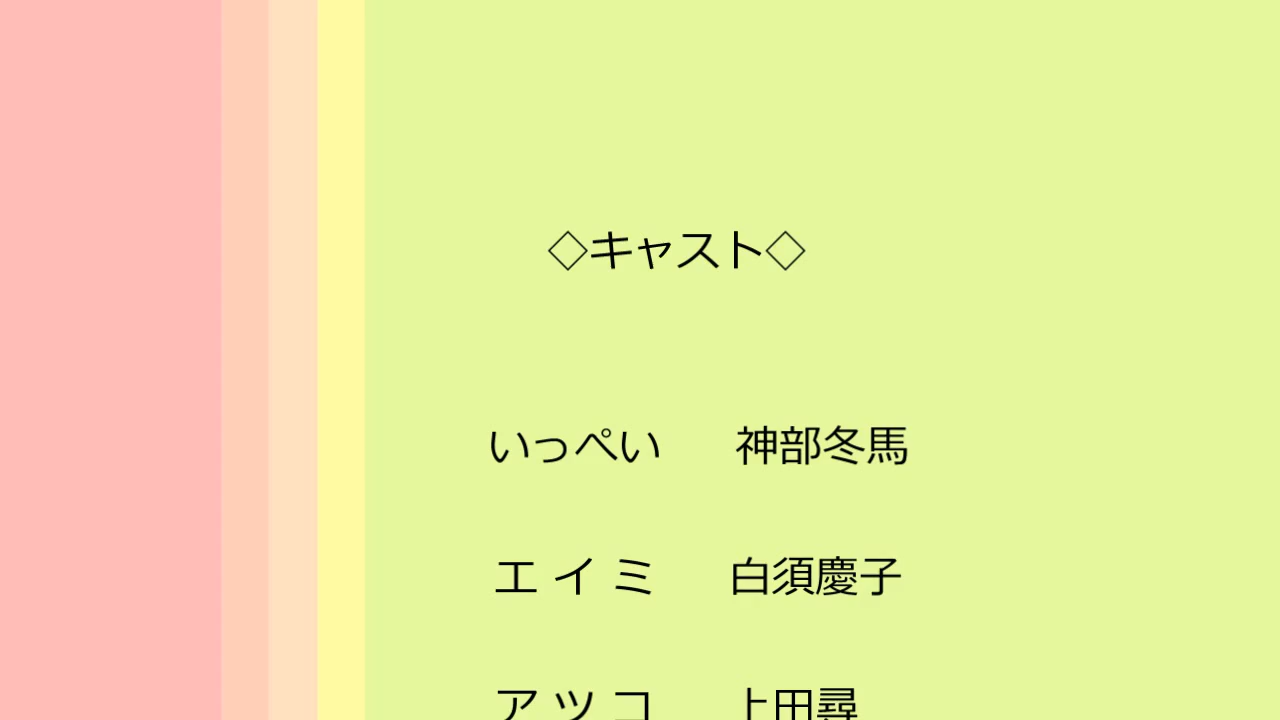 ◇キャスト◇
いっぺい 神部冬馬
エイミ 白須慶子
アツコ 上田尋